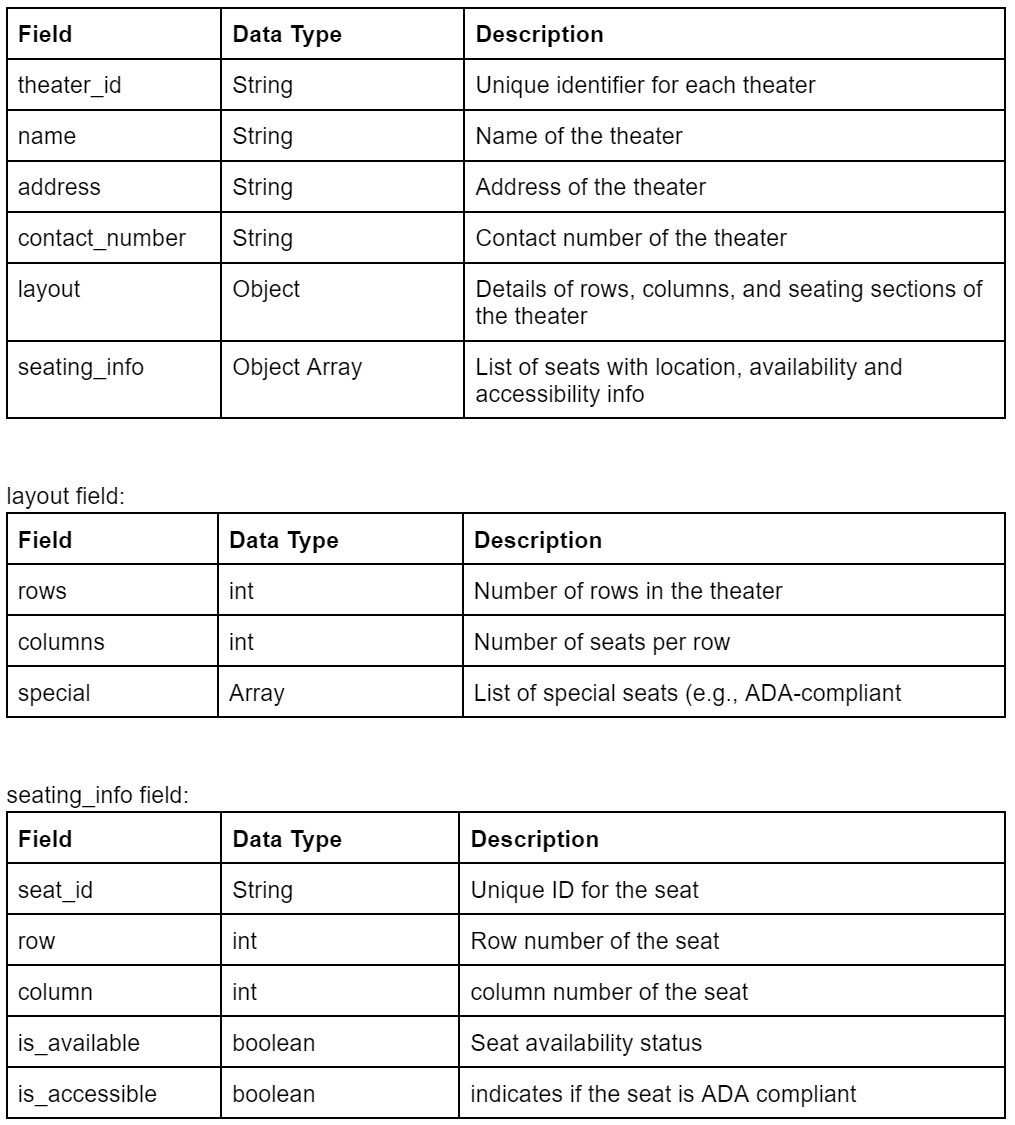 Field Data Type Description
theater_id String Unique identifier for each theater
name String Name of the theater
address String Address of the theater
contact_number String Contact number of the theater
layout Object Details of rows, columns, and seating sections of
the theater
seating_info Object Array List of seats with location, availability and
accessibility info
layout field:
Field Data Type Description
rows int Number of rows in the theater
columns int Number of seats per row
special Array List of special seats (e.g., ADA-compliant
seating_info field:
Field Data Type Description
seat_id String Unique ID for the seat
row int Row number of the seat
column int column number of the seat
is_available boolean Seat availability status
is_accessible boolean indicates if the seat is ADA compliant